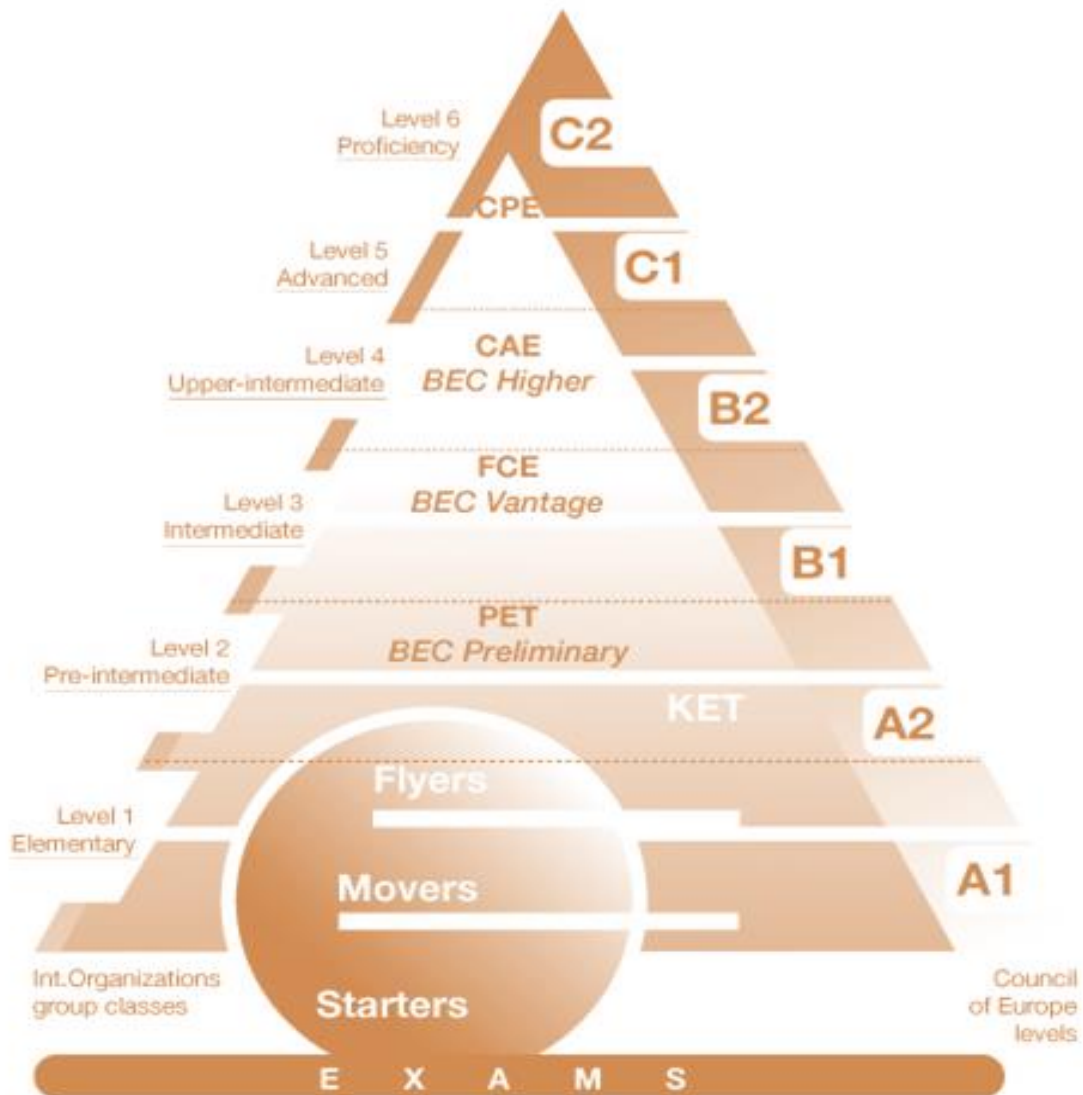 Level 6
Proficiency
C2
CPE
Level 5
Advanced
C1
Level 4
Upper-intermediate
CAE
BEC Higher
B2
FCE
BEC Vantage
Level 3
Intermediate
B1
PET
BEC Preliminary
Level 2
Pre-intermediate
KET
A2
Flyers
Level 1
Elementary
Movers
A1
Int.Organizations
group classes
Starters
Council
of Europe
levels
E X A M S